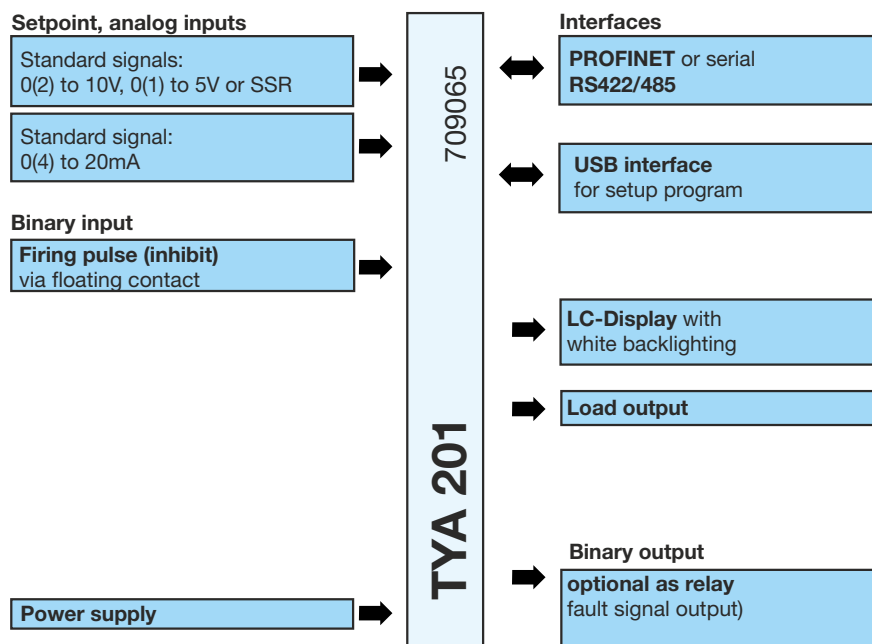 Setpoint, analog inputs
Standard signals:
0(2) to 10V, 0(1) to 5V or SSR
Standard signal:
0(4) to 20mA
Binary input
Firing pulse (inhibit)
via floating contact
Power supply
709065
TYA 201
Interfaces
PROFINET or serial
RS422/485
USB interface
for setup program
LC-Display with
white backlighting
Load output
Binary output
optional as relay
fault signal output)